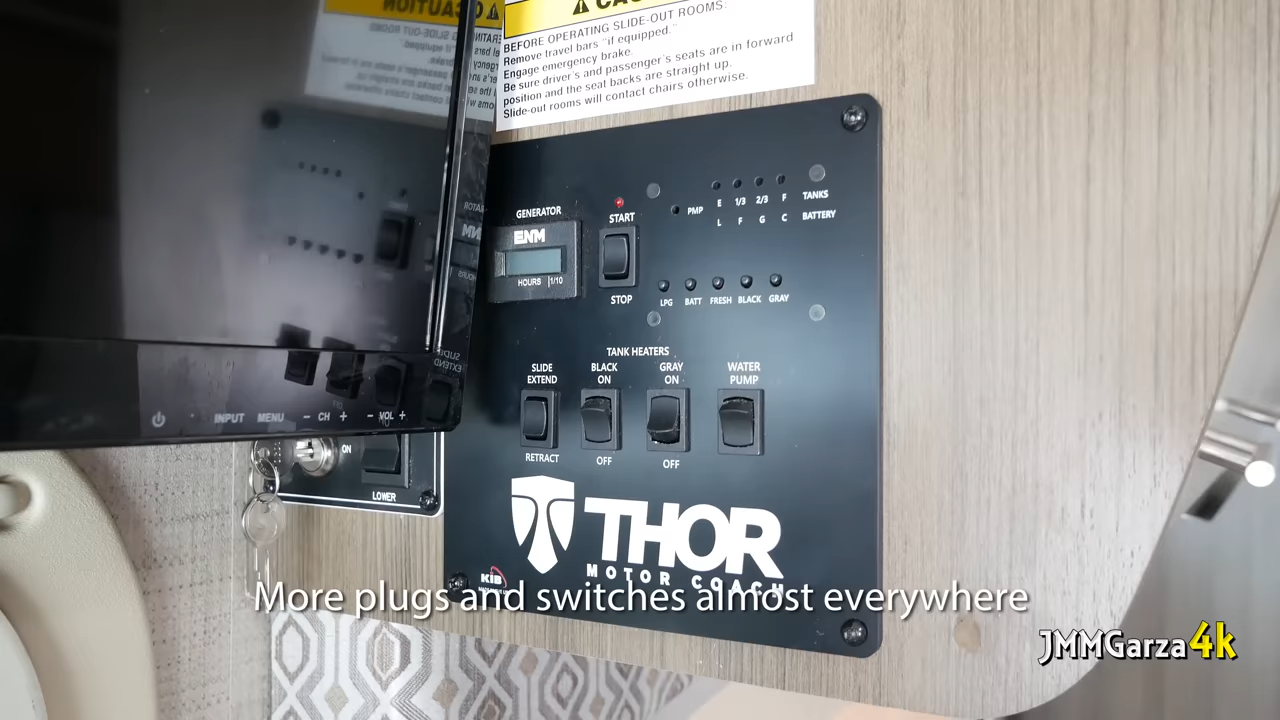 CAUTION
BEFORE OPERATING SLIDE-OUT ROOMS:
Remove travel bars "if equipped."
Engage emergency brake.
Be sure driver's and passenger's seats are in forward
position and the seat backs are straight up.
Slide-out rooms will contact chairs otherwise.
GENERATOR
ENM
HOURS 1/10
START
STOP
PMP
E 1/3 2/3 F TANKS
L F G C BATTERY
LPG BATT FRESH BLACK GRAY
TANK HEATERS
SLIDE
EXTEND
BLACK
ON
GRAY
ON
WATER
PUMP
RETRACT
OFF
OFF
INPUT MENU - CH + - VOL +
ON
LOWER
THOR
MOTOR COACH
KIB
More plugs and switches almost everywhere
JMMGarza4k